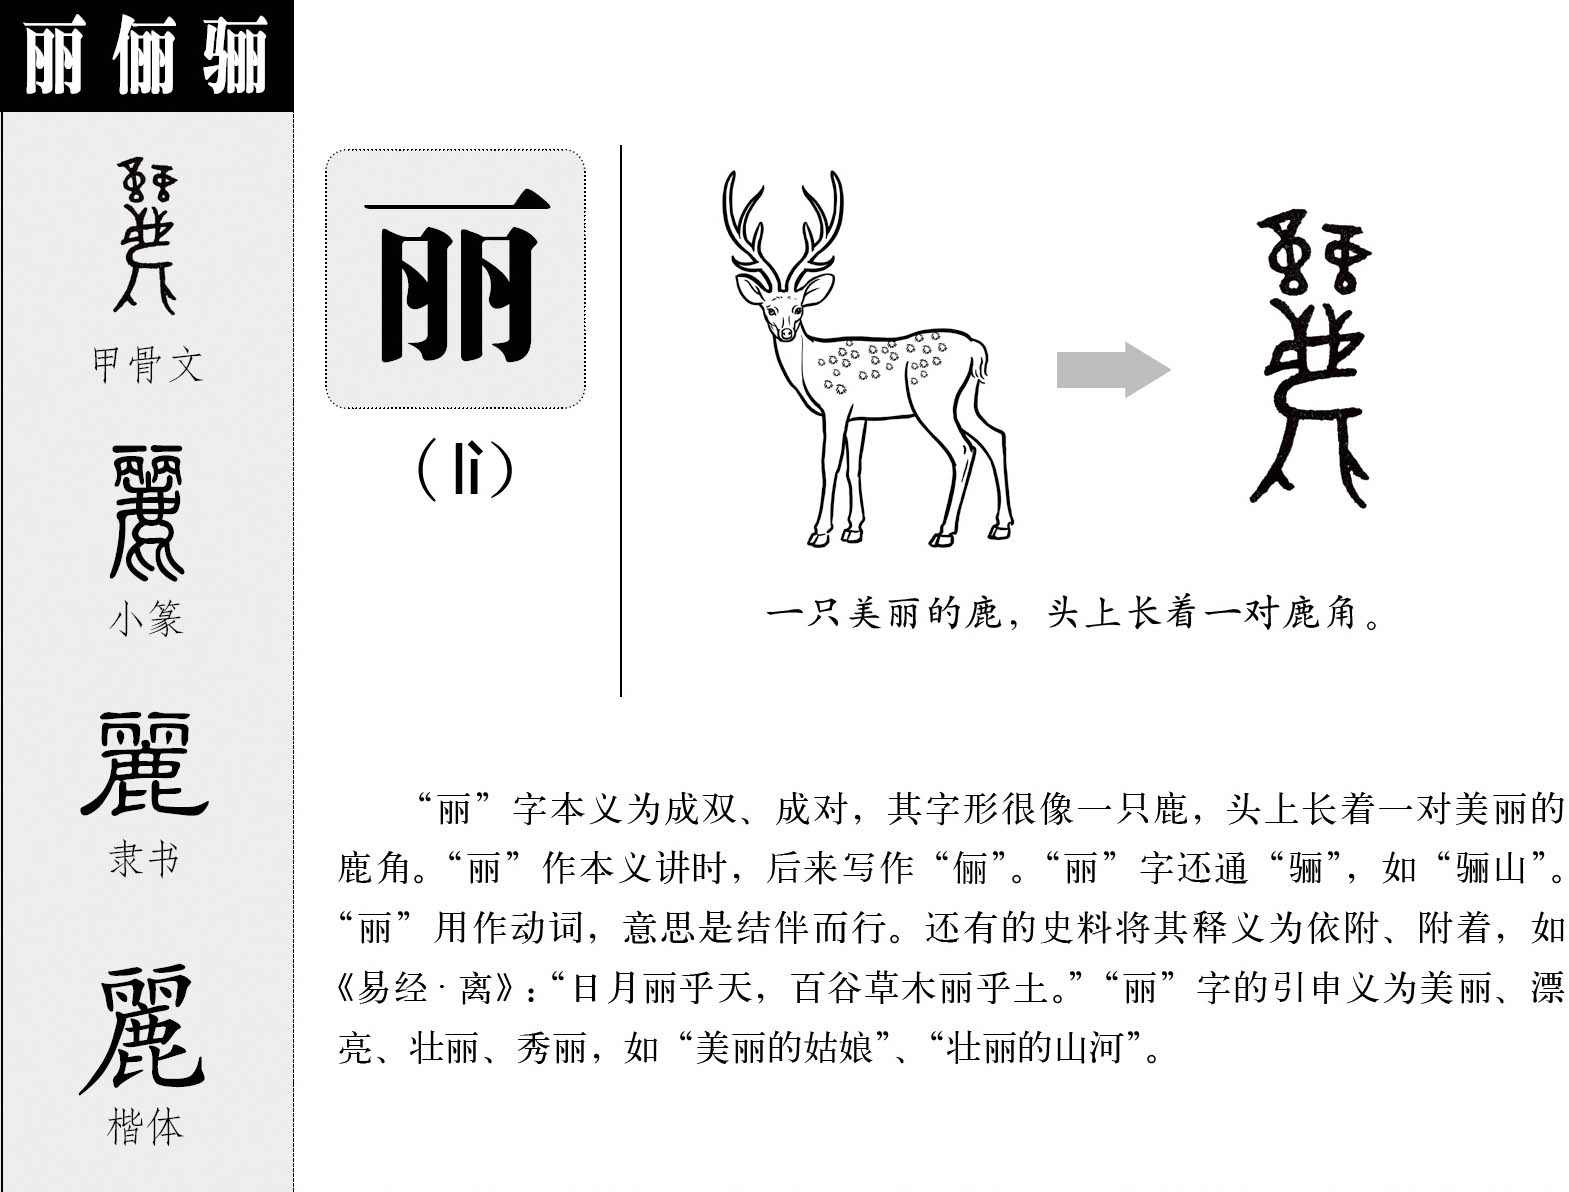 丽 俪 骊
甲骨文
小篆
隶书
楷体
丽
（lì）
一只美丽的鹿，头上长着一对鹿角。
“丽”字本义为成双、成对，其字形很像一只鹿，头上长着一对美丽的
鹿角。“丽”作本义讲时，后来写作“俪”。“丽”字还通“骊”，如“骊山”。
“丽”用作动词，意思是结伴而行。还有的史料将其释义为依附、附着，如
《易经·离》：“日月丽乎天，百谷草木丽乎土。”“丽”字的引申义为美丽、漂
亮、壮丽、秀丽，如“美丽的姑娘”、“壮丽的山河”。